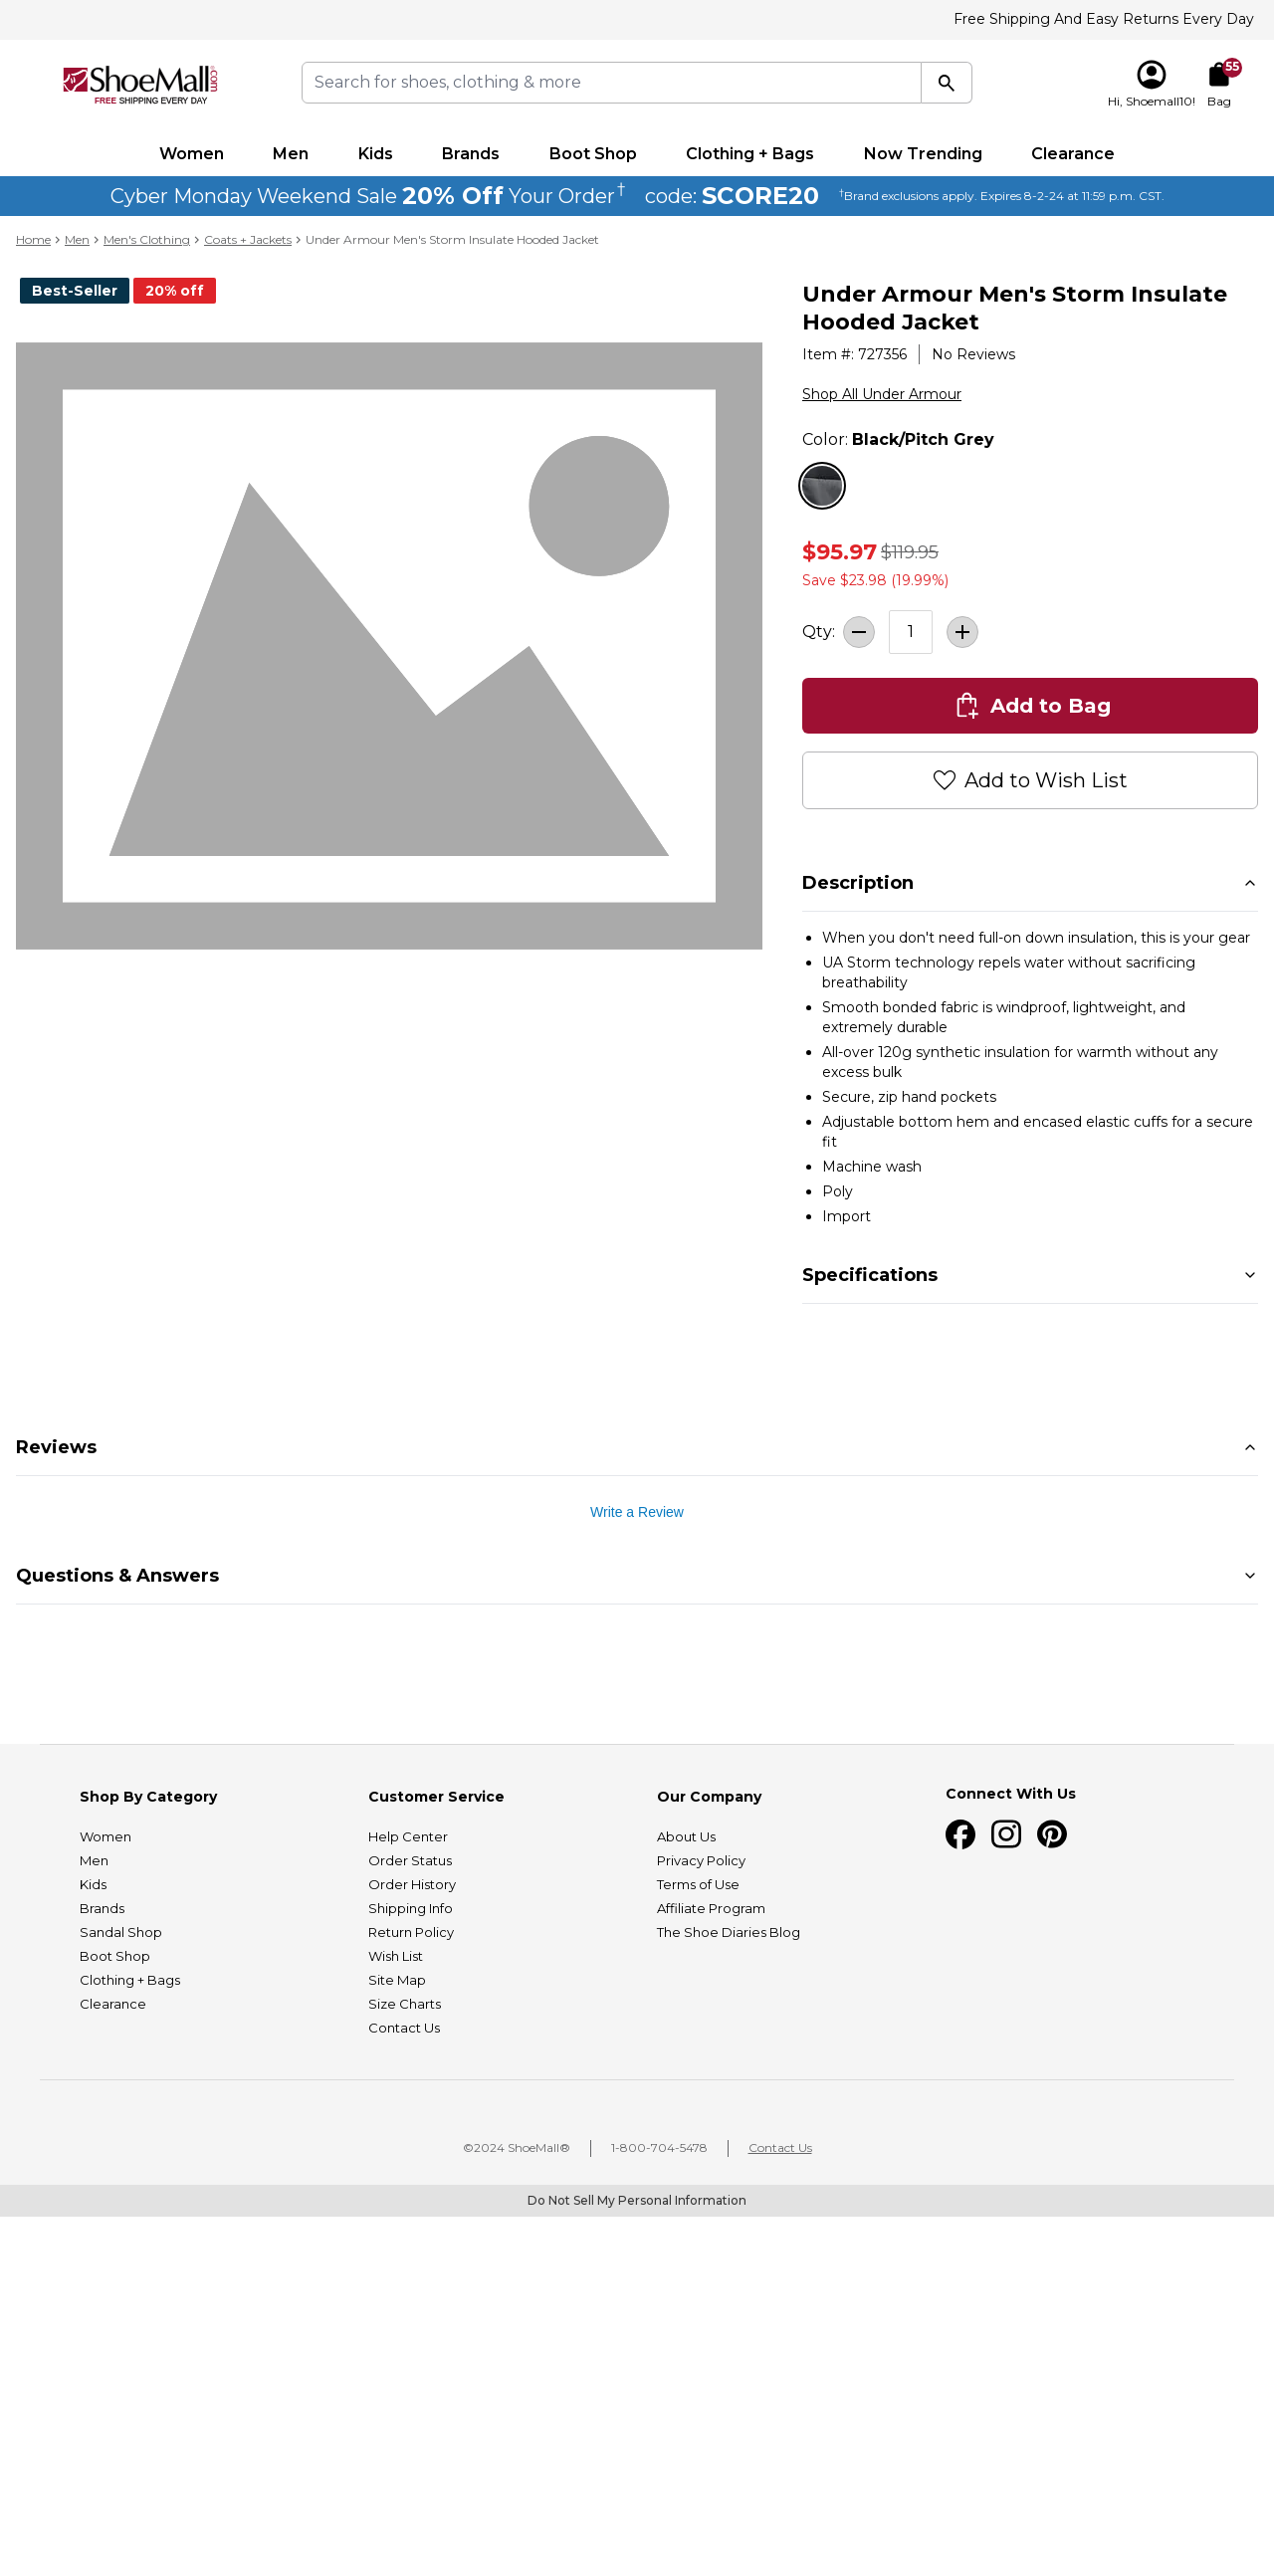 Free Shipping And Easy Returns Every Day
ShoeMall®.com
FREE SHIPPING EVERY DAY
Search for shoes, clothing & more
55
Hi, Shoemall10! Bag
Women Men Kids Brands Boot Shop Clothing + Bags Now Trending Clearance
Cyber Monday Weekend Sale 20% Off Your Order† code: SCORE20 †Brand exclusions apply. Expires 8-2-24 at 11:59 p.m. CST.
Home > Men > Men's Clothing > Coats + Jackets > Under Armour Men's Storm Insulate Hooded Jacket
Best-Seller 20% off
Under Armour Men's Storm Insulate
Hooded Jacket
Item #: 727356 | No Reviews
Shop All Under Armour
Color: Black/Pitch Grey
$95.97 $119.95
Save $23.98 (19.99%)
Qty: 1
Add to Bag
Add to Wish List
Description
• When you don't need full-on down insulation, this is your gear
• UA Storm technology repels water without sacrificing
breathability
• Smooth bonded fabric is windproof, lightweight, and
extremely durable
• All-over 120g synthetic insulation for warmth without any
excess bulk
• Secure, zip hand pockets
• Adjustable bottom hem and encased elastic cuffs for a secure
fit
• Machine wash
• Poly
• Import
Specifications
Reviews
Write a Review
Questions & Answers
Shop By Category
Women
Men
Kids
Brands
Sandal Shop
Boot Shop
Clothing + Bags
Clearance
Customer Service
Help Center
Order Status
Order History
Shipping Info
Return Policy
Wish List
Site Map
Size Charts
Contact Us
Our Company
About Us
Privacy Policy
Terms of Use
Affiliate Program
The Shoe Diaries Blog
Connect With Us
©2024 ShoeMall® | 1-800-704-5478 | Contact Us
Do Not Sell My Personal Information